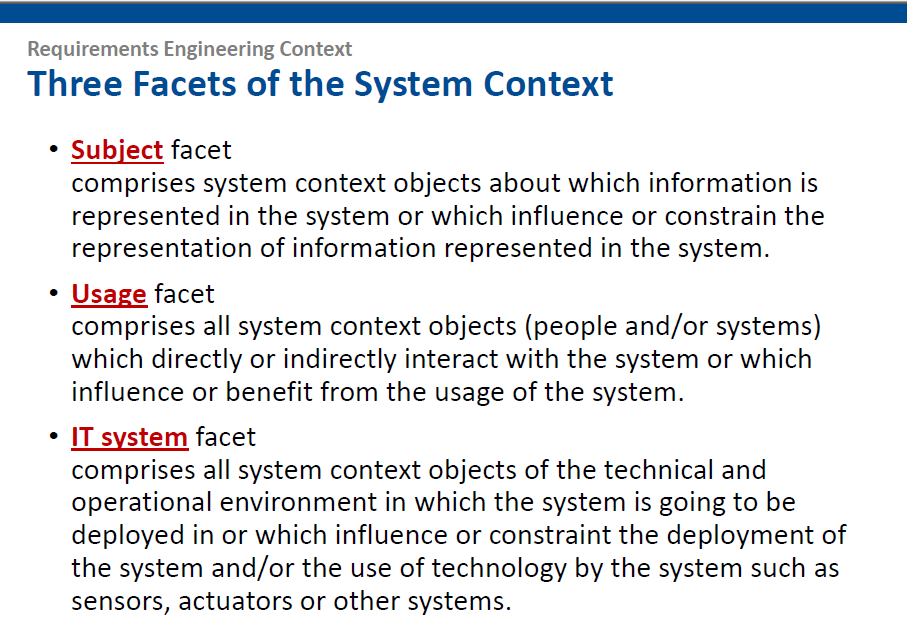 Requirements Engineering Context
Three Facets of the System Context
• Subject facet
comprises system context objects about which information is
represented in the system or which influence or constrain the
representation of information represented in the system.
• Usage facet
comprises all system context objects (people and/or systems)
which directly or indirectly interact with the system or which
influence or benefit from the usage of the system.
• IT system facet
comprises all system context objects of the technical and
operational environment in which the system is going to be
deployed in or which influence or constraint the deployment of
the system and/or the use of technology by the system such as
sensors, actuators or other systems.